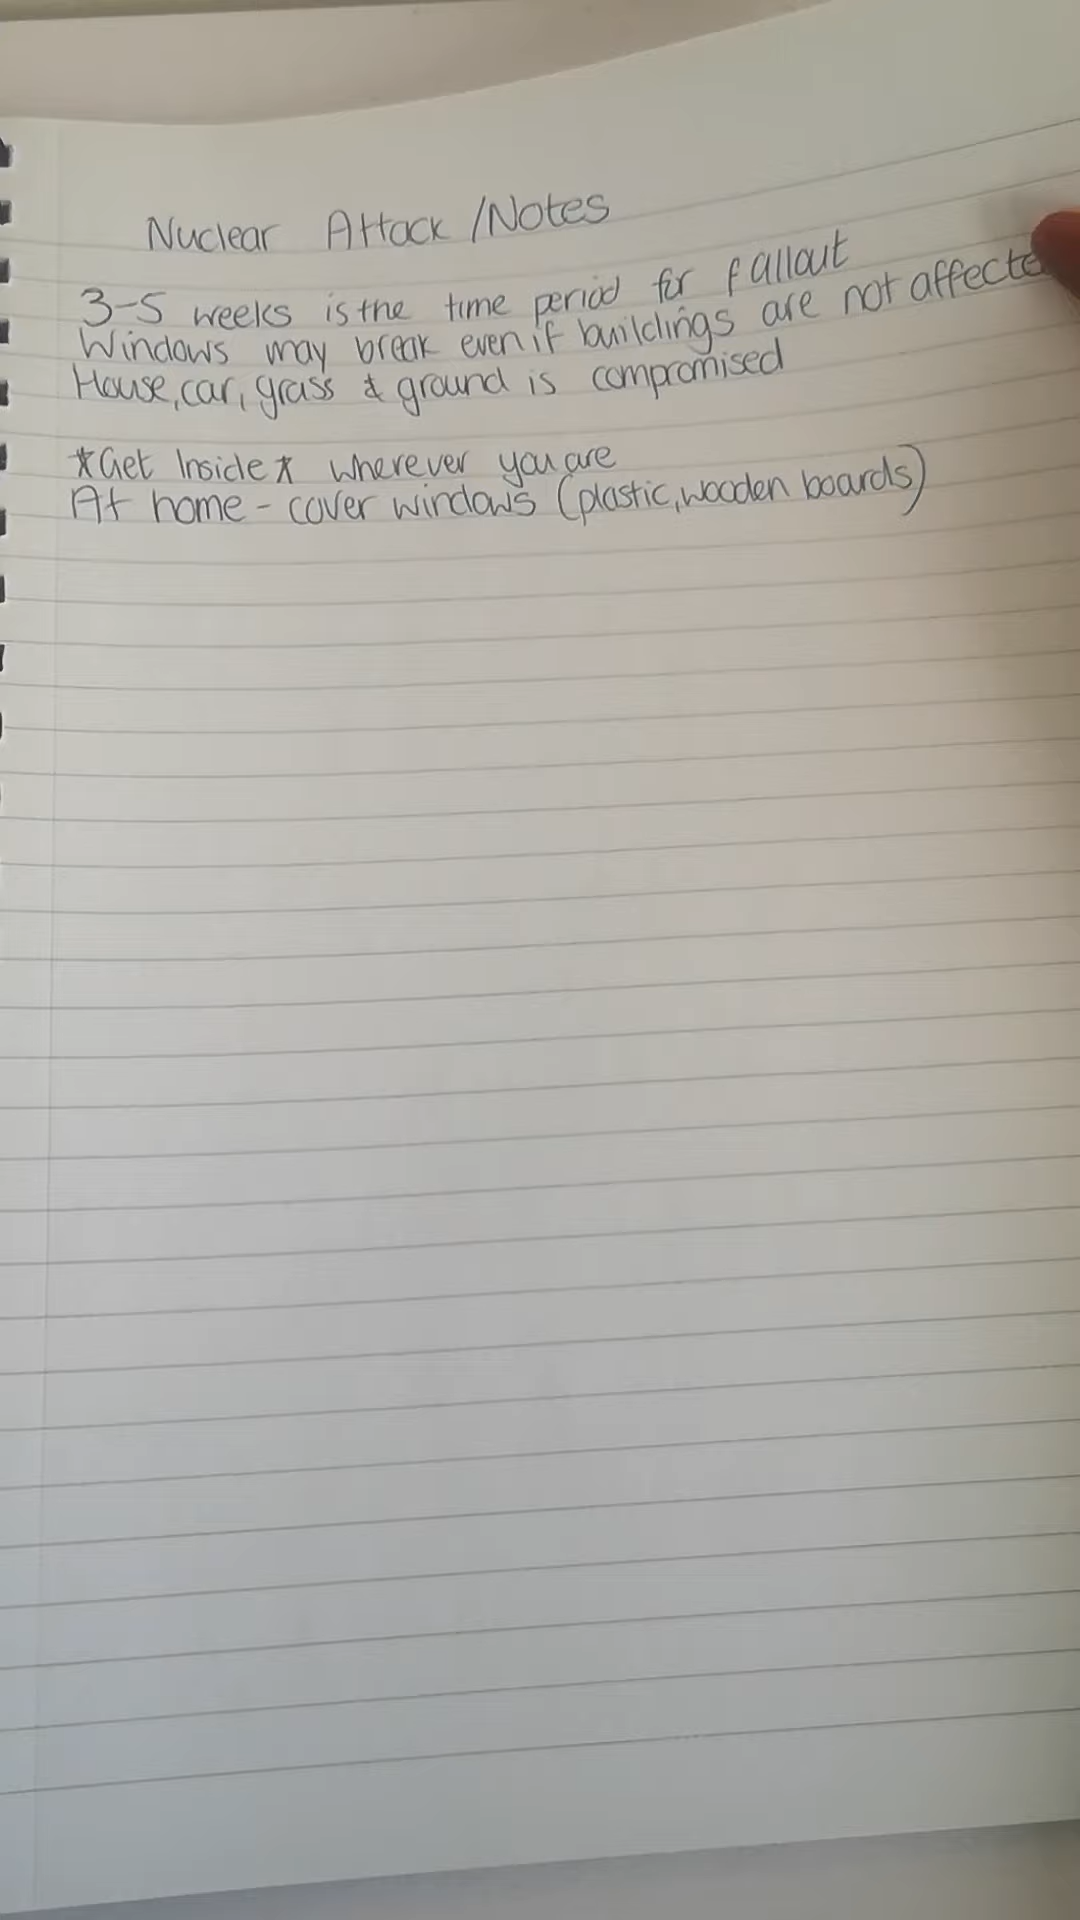 Nuclear Attack /Notes
3-5 weeks is the time period for fallout
Windows may break even if buildings are not affecte
House, car, grass & ground is compromised
*Get Inside* wherever you are
At home - cover windows (plastic, wooden boards)